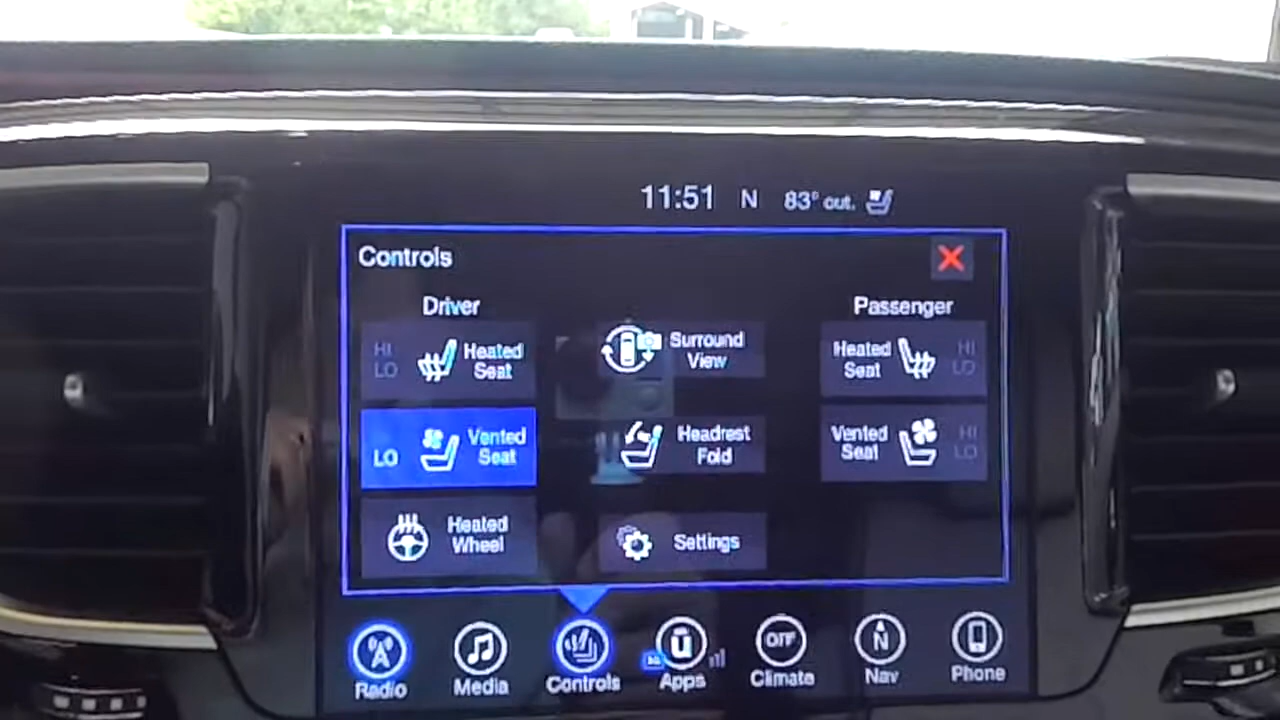 11:51 N 83° out.
Controls
Driver
Passenger
HI
LO
Heated
Seat
Surround
View
Heated
Seat
HI
LO
LO
Vented
Seat
Headrest
Fold
Vented
Seat
HI
LO
Heated
Wheel
Settings
Radio
Media
Controls
Apps
OFF
Climate
N
Nav
Phone